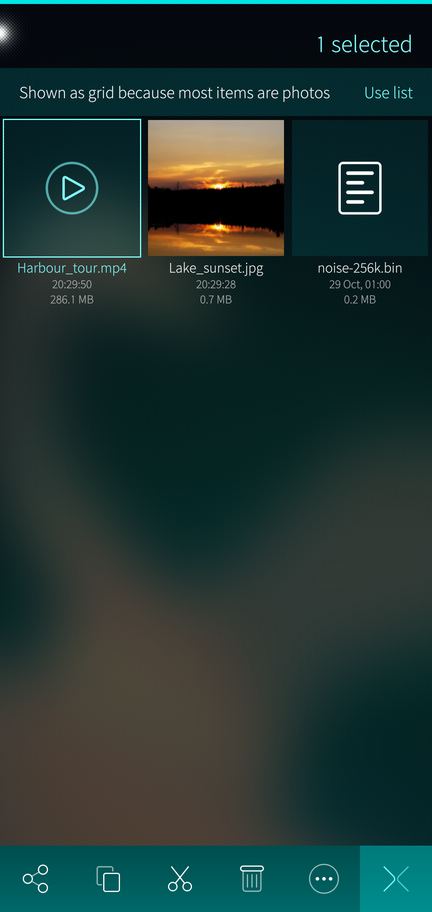 1 selected
Shown as grid because most items are photos Use list
Harbour_tour.mp4
20:29:50
286.1 MB
Lake_sunset.jpg
20:29:28
0.7 MB
noise-256k.bin
29 Oct, 01:00
0.2 MB